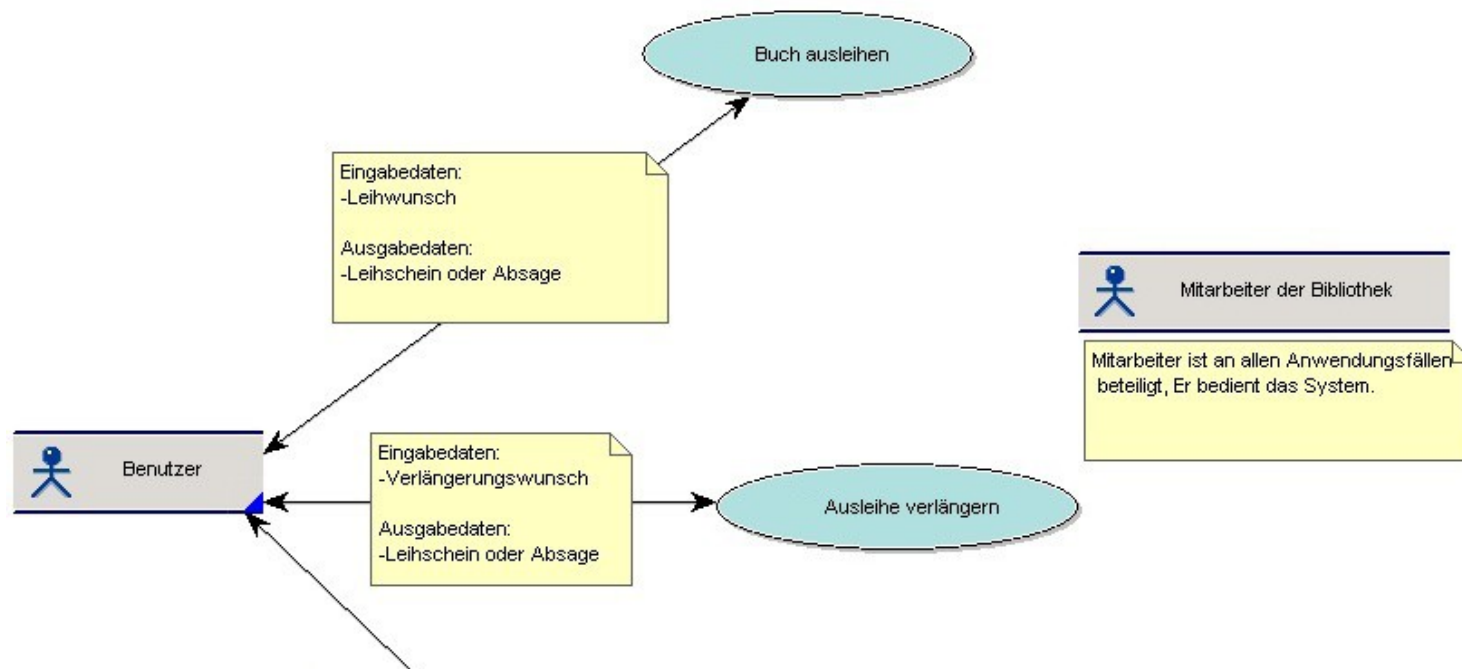 Buch ausleihen
Eingabedaten:
-Leihwunsch
Ausgabedaten:
-Leihschein oder Absage
Mitarbeiter der Bibliothek
Mitarbeiter ist an allen Anwendungsfällen
beteiligt, Er bedient das System.
Benutzer
Eingabedaten:
-Verlängerungswunsch
Ausgabedaten:
-Leihschein oder Absage
Ausleihe verlängern